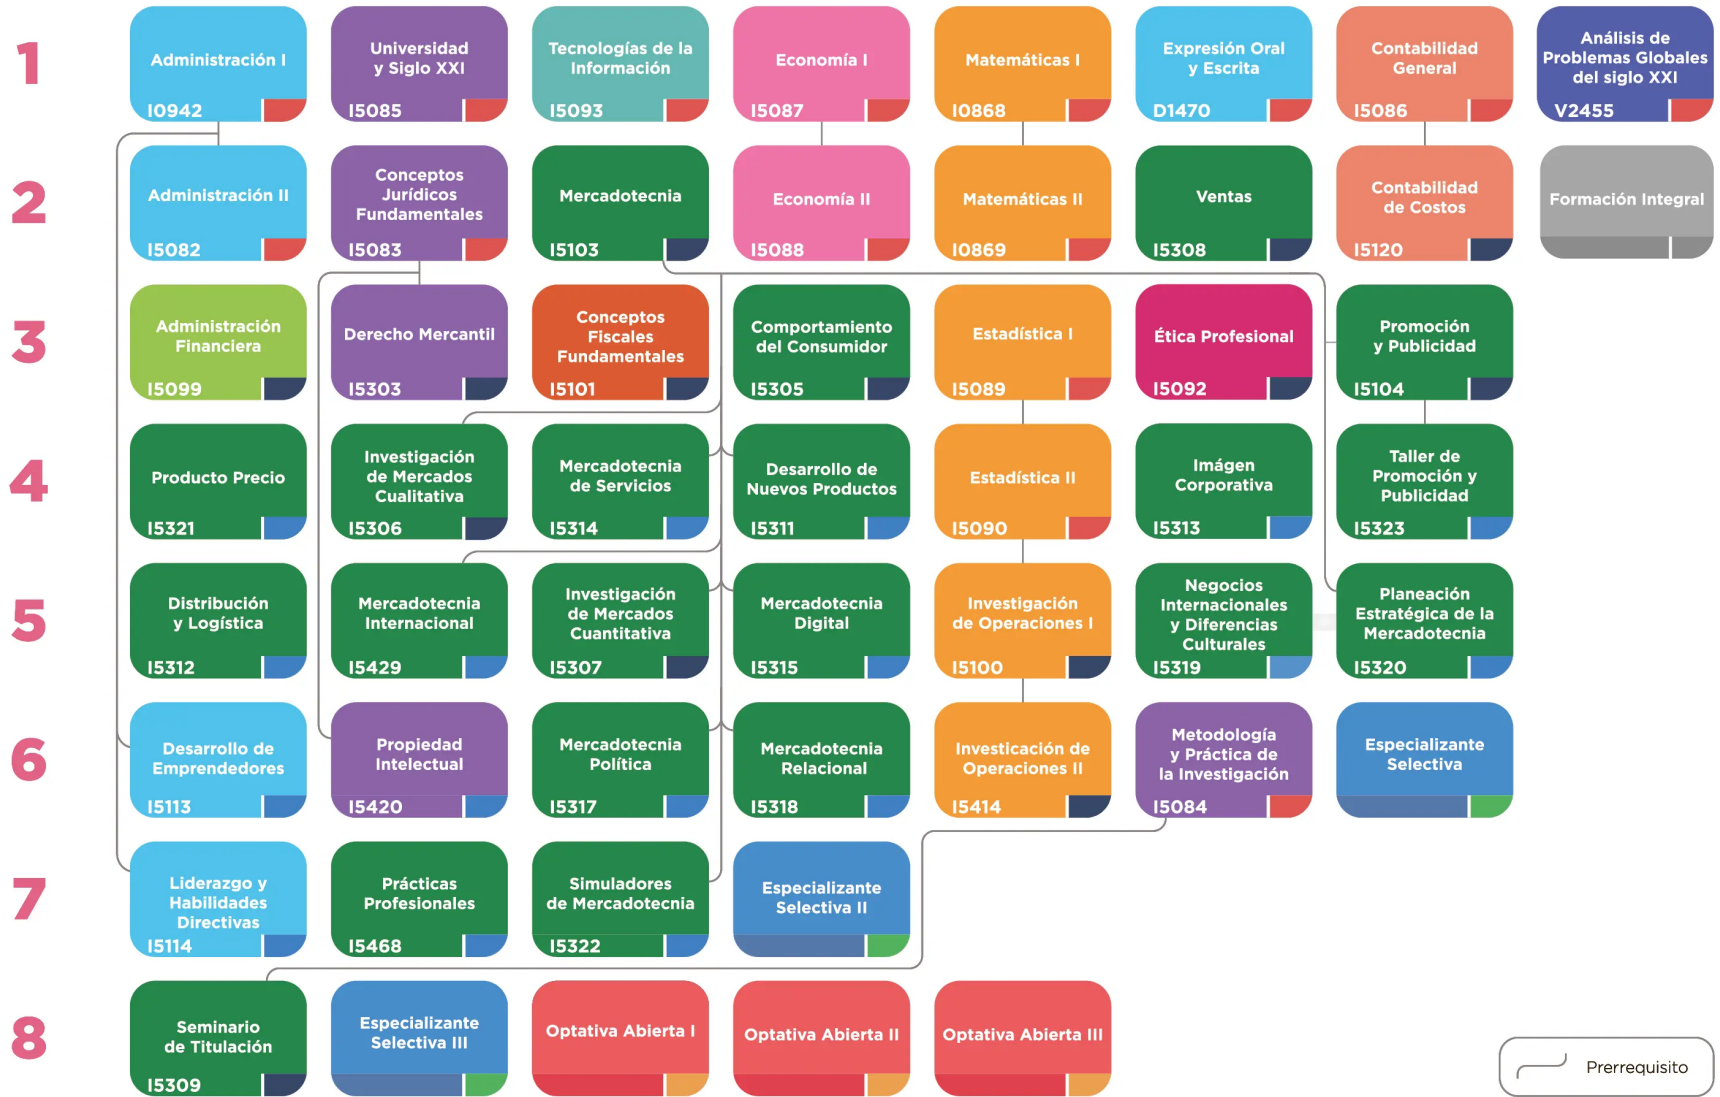 1
Administración I
I0942
Universidad
y Siglo XXI
I5085
Tecnologías de la
Información
I5093
Economía I
I5087
Matemáticas I
I0868
Expresión Oral
y Escrita
D1470
Contabilidad
General
I5086
Análisis de
Problemas Globales
del siglo XXI
V2455
2
Administración II
I5082
Conceptos
Jurídicos
Fundamentales
I5083
Mercadotecnia
I5103
Economía II
I5088
Matemáticas II
I0869
Ventas
I5308
Contabilidad
de Costos
I5120
Formación Integral
3
Administración
Financiera
I5099
Derecho Mercantil
I5303
Conceptos
Fiscales
Fundamentales
I5101
Comportamiento
del Consumidor
I5305
Estadística I
I5089
Ética Profesional
I5092
Promoción
y Publicidad
I5104
4
Producto Precio
I5321
Investigación
de Mercados
Cualitativa
I5306
Mercadotecnia
de Servicios
I5314
Desarrollo de
Nuevos Productos
I5311
Estadística II
I5090
Imágen
Corporativa
I5313
Taller de
Promoción y
Publicidad
I5323
5
Distribución
y Logística
I5312
Mercadotecnia
Internacional
I5429
Investigación
de Mercados
Cuantitativa
I5307
Mercadotecnia
Digital
I5315
Investigación
de Operaciones I
I5100
Negocios
Internacionales
y Diferencias
Culturales
I5319
Planeación
Estratégica de la
Mercadotecnia
I5320
6
Desarrollo de
Emprendedores
I5113
Propiedad
Intelectual
I5420
Mercadotecnia
Política
I5317
Mercadotecnia
Relacional
I5318
Investicación de
Operaciones II
I5414
Metodología
y Práctica de
la Investigación
I5084
Especializante
Selectiva
7
Liderazgo y
Habilidades
Directivas
I5114
Prácticas
Profesionales
I5468
Simuladores
de Mercadotecnia
I5322
Especializante
Selectiva II
8
Seminario
de Titulación
I5309
Especializante
Selectiva III
Optativa Abierta I
Optativa Abierta II
Optativa Abierta III
Prerrequisito